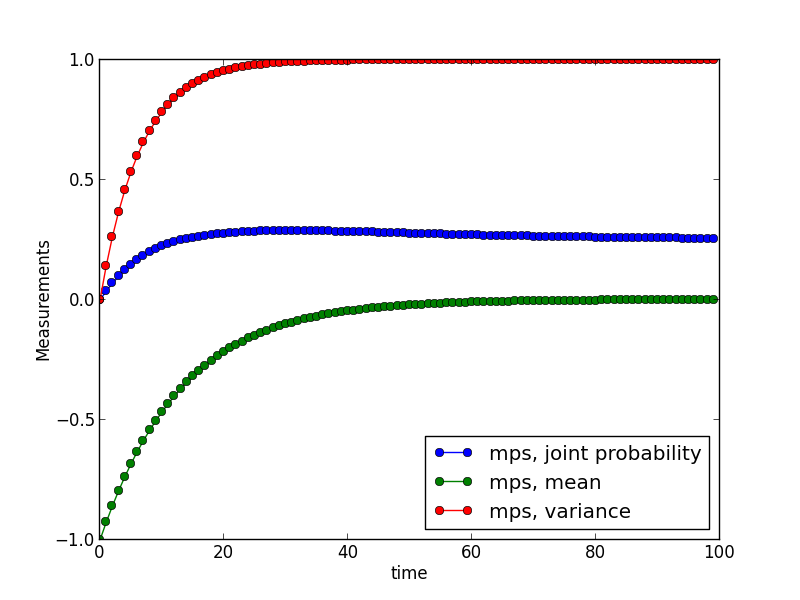 1.0
0.5
0.0
−0.5
−1.0
Measurements
0
20
40
60
80
100
time
mps, joint probability
mps, mean
mps, variance